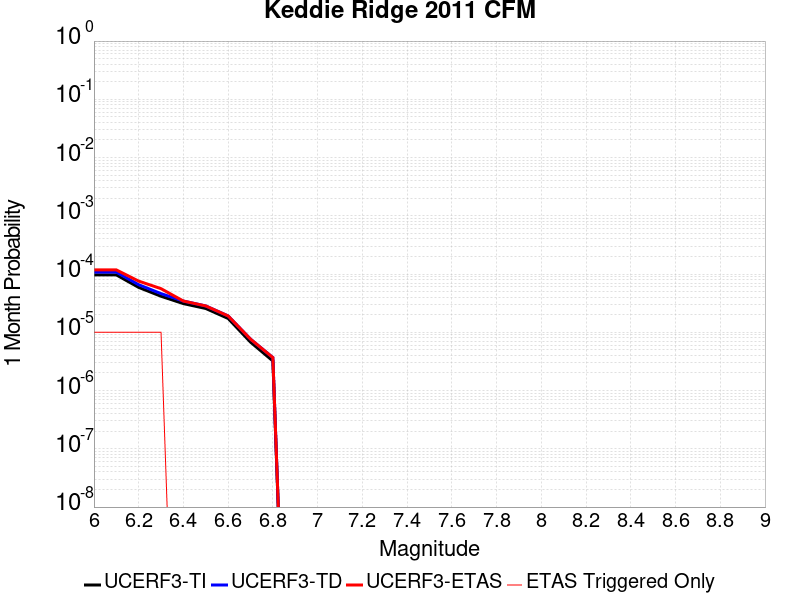 Keddie Ridge 2011 CFM
1 Month Probability
10^0
10^-1
10^-2
10^-3
10^-4
10^-5
10^-6
10^-7
10^-8
6 6.2 6.4 6.6 6.8 7 7.2 7.4 7.6 7.8 8 8.2 8.4 8.6 8.8 9
Magnitude
UCERF3-TI UCERF3-TD UCERF3-ETAS ETAS Triggered Only